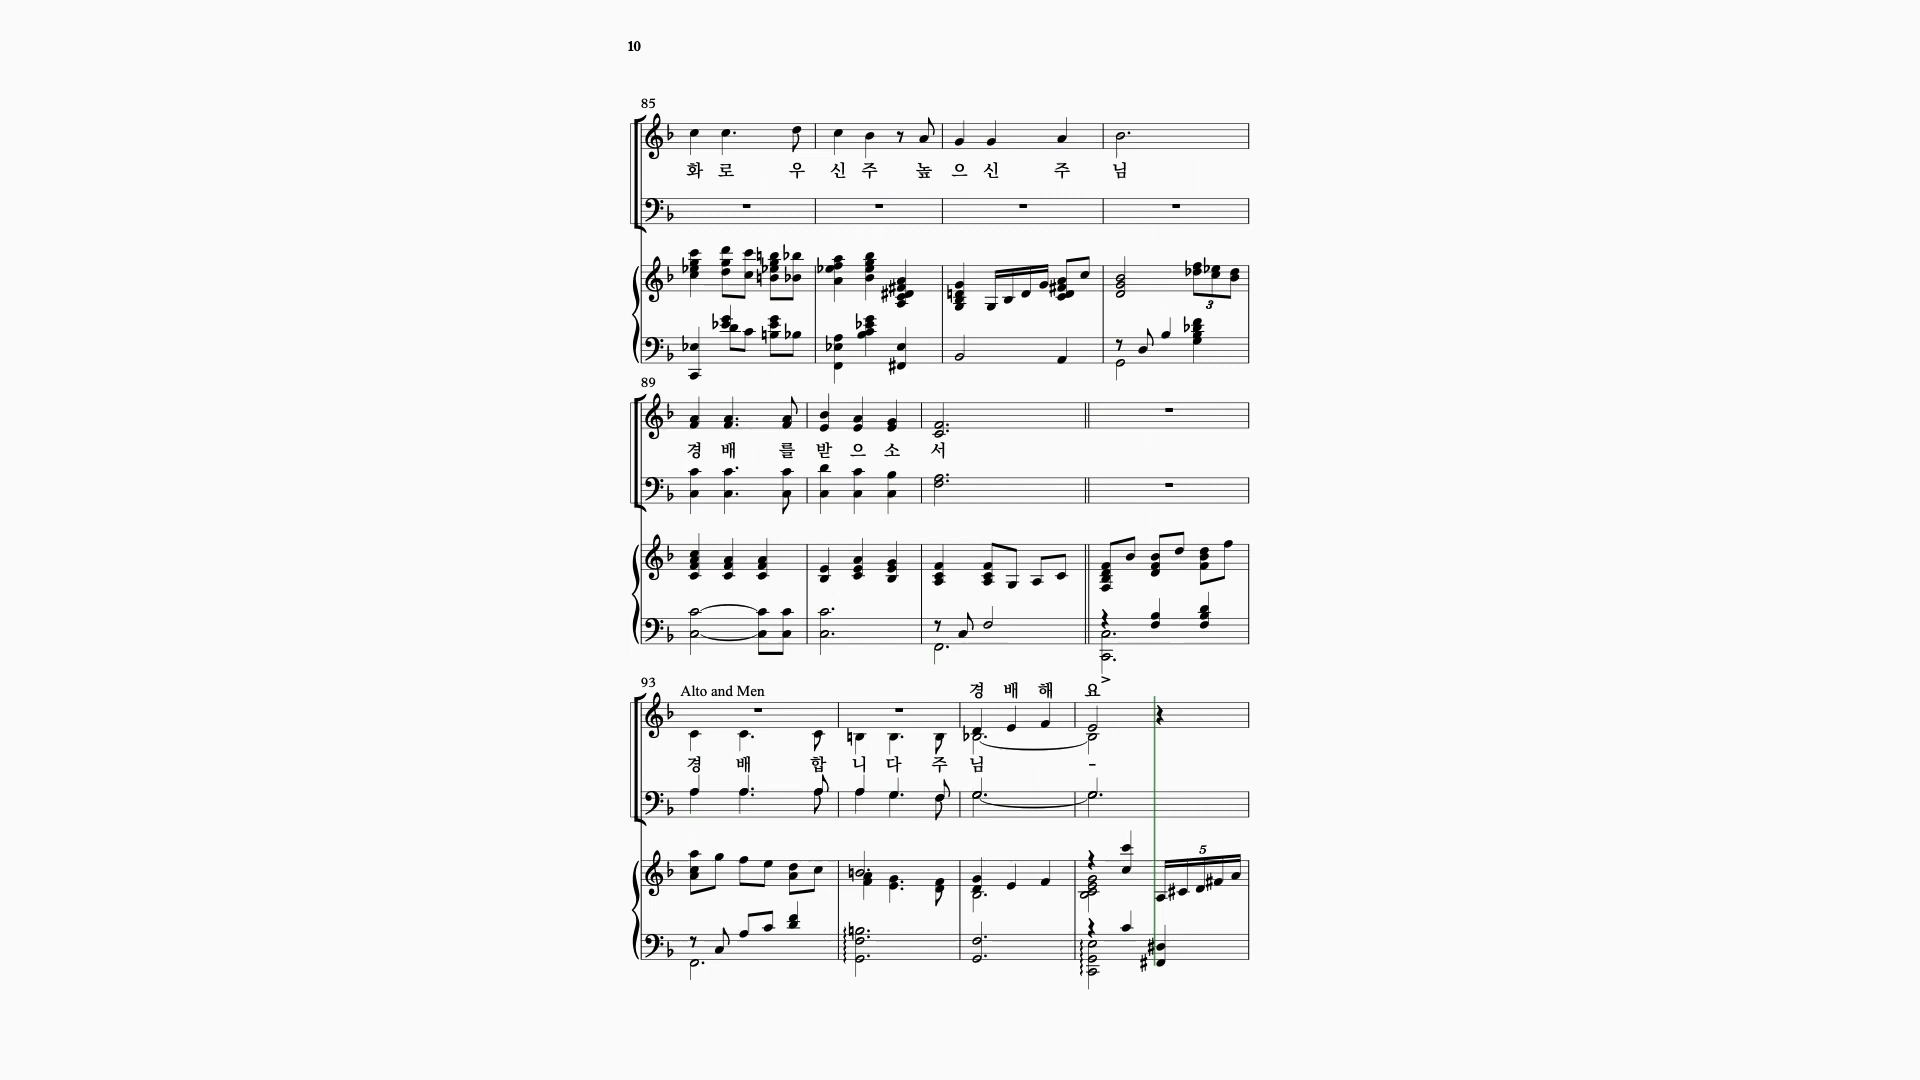 10
85
화 로 우 신 주 높 으 신 주 님
3
89
경 배 를 받 으 소 서
93
Alto and Men
경 배 해 요
경 배 합 니 다 주 님 -
5